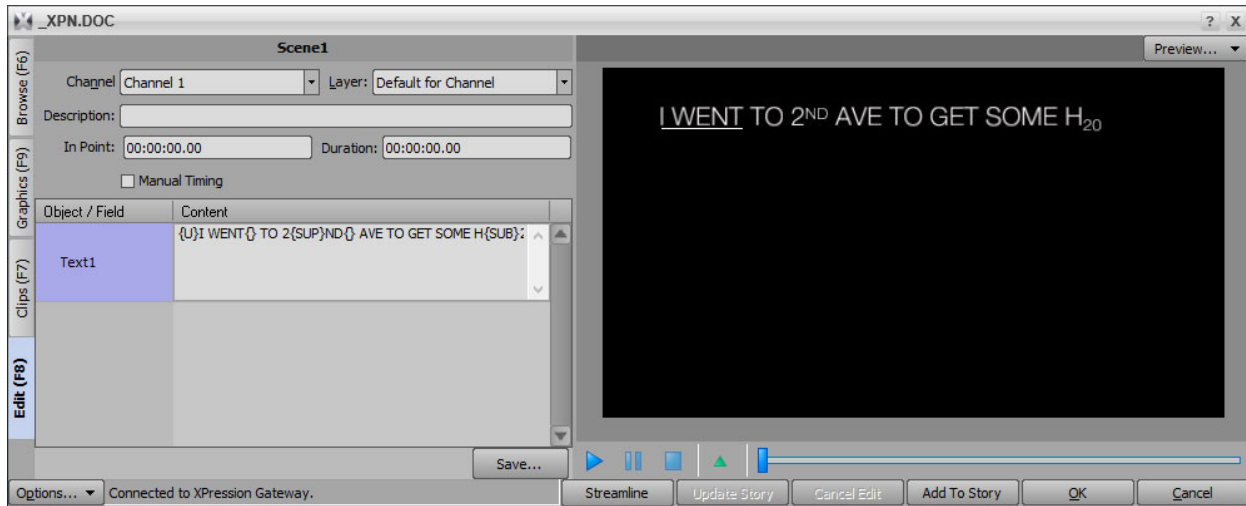 _XPN.DOC
? X
Browse (F6)
Graphics (F9)
Clips (F7)
Edit (F8)
Scene1
Channel Channel 1 Layer: Default for Channel
Description:
In Point: 00:00:00.00 Duration: 00:00:00.00
Manual Timing
Object / Field Content
Text1 {U}I WENT{} TO 2{SUP}ND{} AVE TO GET SOME H{SUB}2
Save...
Preview...
I WENT TO 2ND AVE TO GET SOME H20
Options... Connected to XPression Gateway. Streamline Update Story Cancel Edit Add To Story OK Cancel